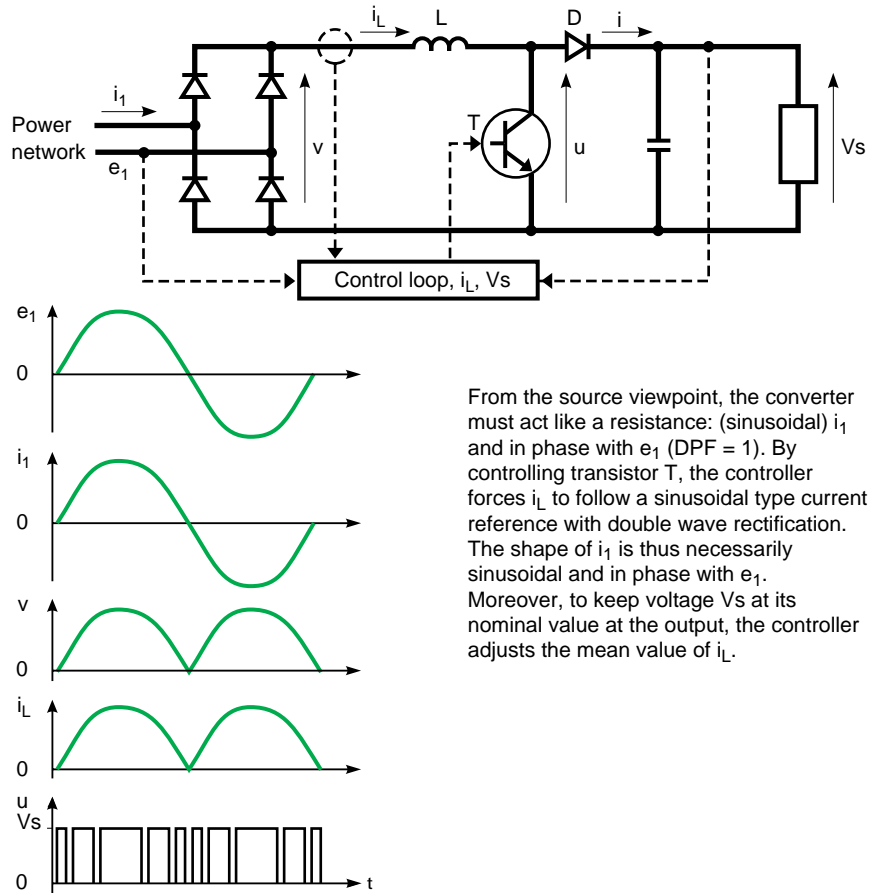 i_L L D i
i_1
Power
network
e_1
v
T
u
Vs
Control loop, i_L, Vs
e_1
0
i_1
0
v
0
i_L
0
u
Vs
0
t
From the source viewpoint, the converter
must act like a resistance: (sinusoidal) i_1
and in phase with e_1 (DPF = 1). By
controlling transistor T, the controller
forces i_L to follow a sinusoidal type current
reference with double wave rectification.
The shape of i_1 is thus necessarily
sinusoidal and in phase with e_1.
Moreover, to keep voltage Vs at its
nominal value at the output, the controller
adjusts the mean value of i_L.